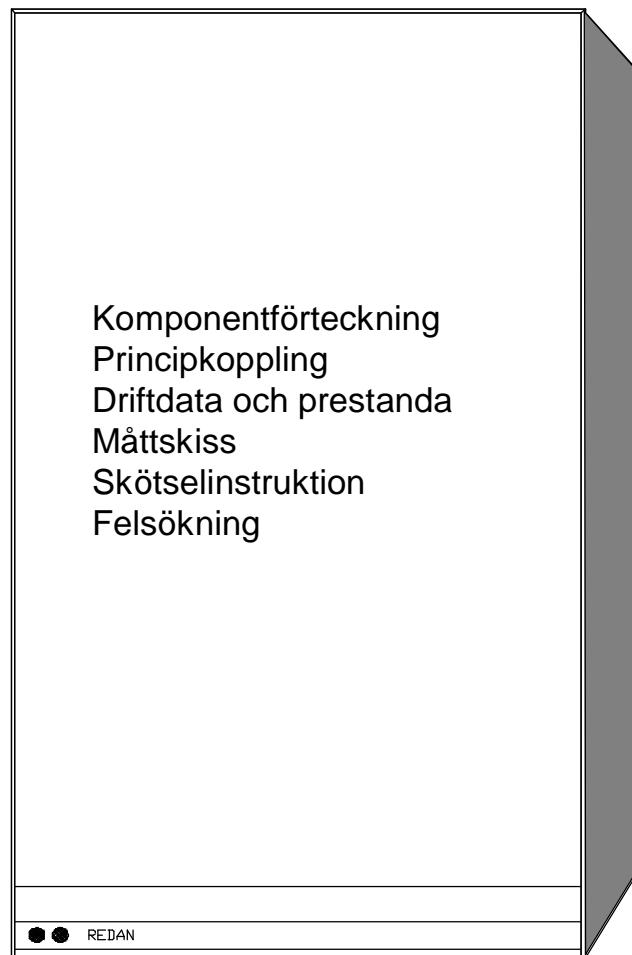 Komponentförteckning
Principkoppling
Driftdata och prestanda
Måttskiss
Skötselinstruktion
Felsökning
REDAN